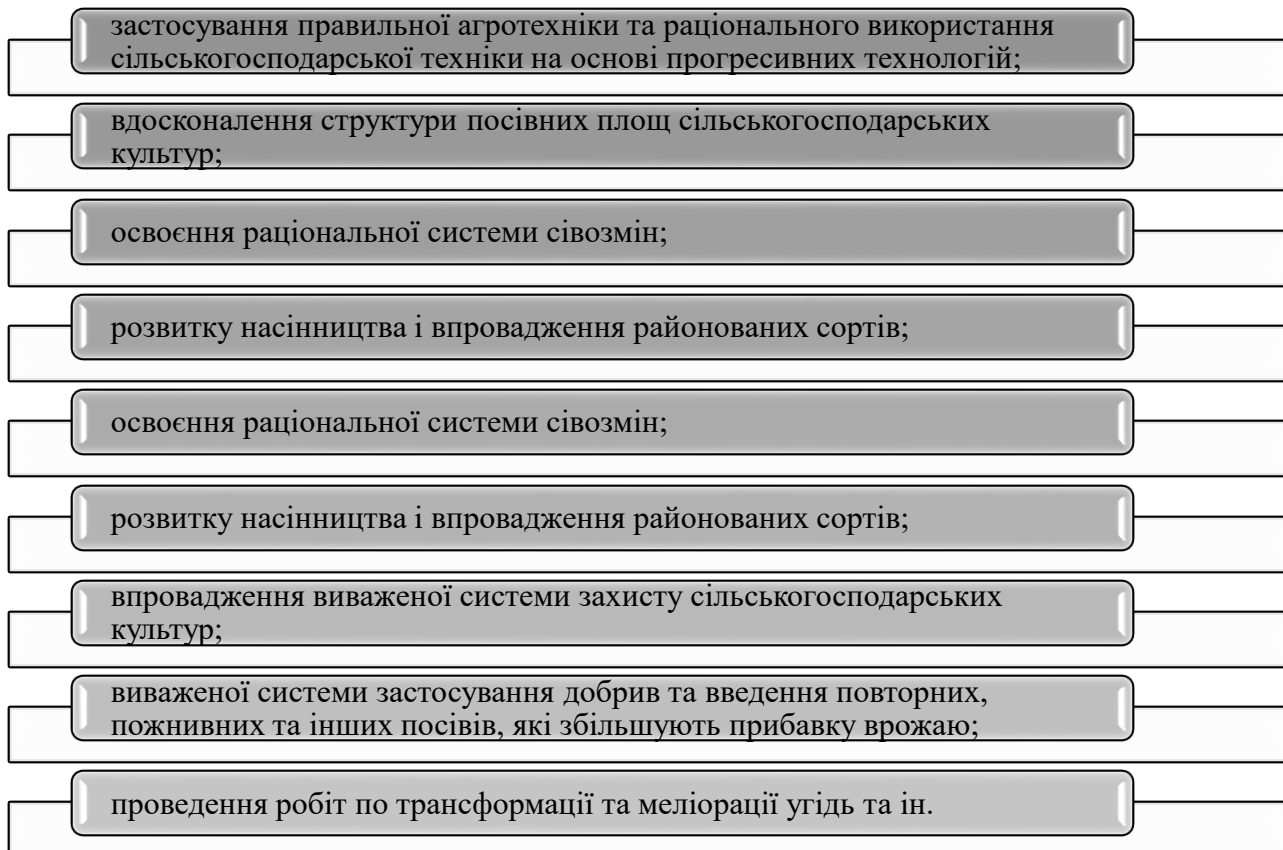 застосування правильної агротехніки та раціонального використання
сільськогосподарської техніки на основі прогресивних технологій;
вдосконалення структури посівних площ сільськогосподарських
культур;
освоєння раціональної системи сівозмін;
розвитку насінництва і впровадження районованих сортів;
освоєння раціональної системи сівозмін;
розвитку насінництва і впровадження районованих сортів;
впровадження виваженої системи захисту сільськогосподарських
культур;
виваженої системи застосування добрив та введення повторних,
пожнивних та інших посівів, які збільшують прибавку врожаю;
проведення робіт по трансформації та меліорації угідь та ін.